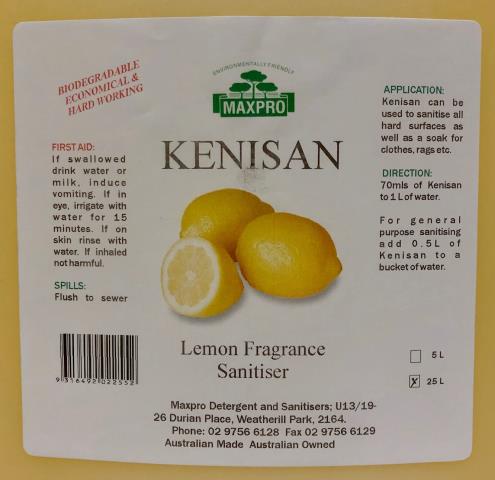 BIODEGRADABLE
ECONOMICAL &
HARD WORKING
ENVIRONMENTALLY FRIENDLY
MAXPRO
KENISAN
FIRST AID:
If swallowed
drink water or
milk, induce
vomiting. If in
eye, irrigate with
water for 15
minutes. If on
skin rinse with
water. If inhaled
not harmful.
SPILLS:
Flush to sewer
APPLICATION:
Kenisan can be
used to sanitise all
hard surfaces as
well as a soak for
clothes, rags etc.
DIRECTION:
70mls of Kenisan
to 1 L of water.
For general
purpose sanitising
add 0.5L of
Kenisan to a
bucket of water.
9 316492 022552
Lemon Fragrance
Sanitiser
5 L
X 25 L
Maxpro Detergent and Sanitisers; U13/19-
26 Durian Place, Weatherill Park, 2164.
Phone: 02 9756 6128 Fax 02 9756 6129
Australian Made Australian Owned